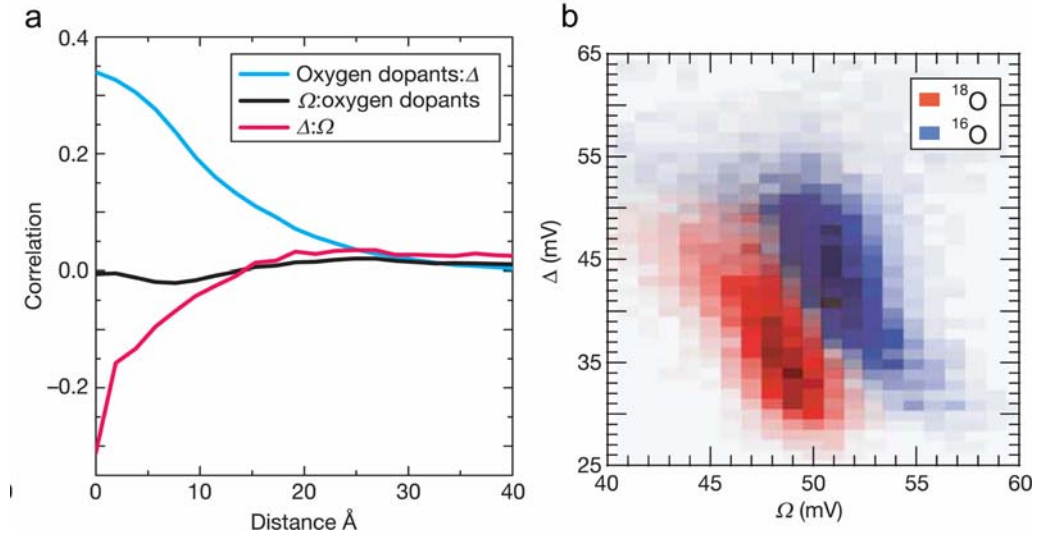 a
0.4
0.2
0.0
−0.2
Correlation
Oxygen dopants:Δ
Ω:oxygen dopants
Δ:Ω
0 10 20 30 40
Distance Å
b
65
55
45
35
25
Δ (mV)
¹⁸O
¹⁶O
40 45 50 55 60
Ω (mV)